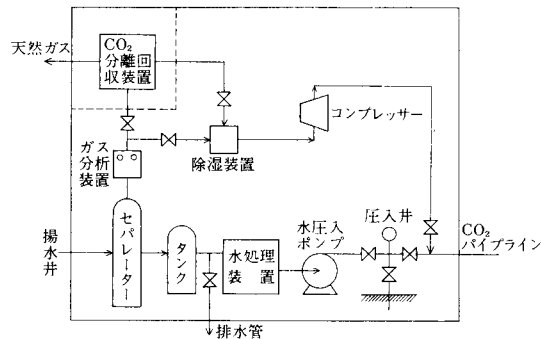 天然ガス
CO₂
分離回
収装置
コンプレッサー
除湿装置
ガス
分析
装置
揚水井
セパレーター
タンク
水処理
装置
水圧入
ポンプ
圧入井
CO₂
パイプライン
排水管